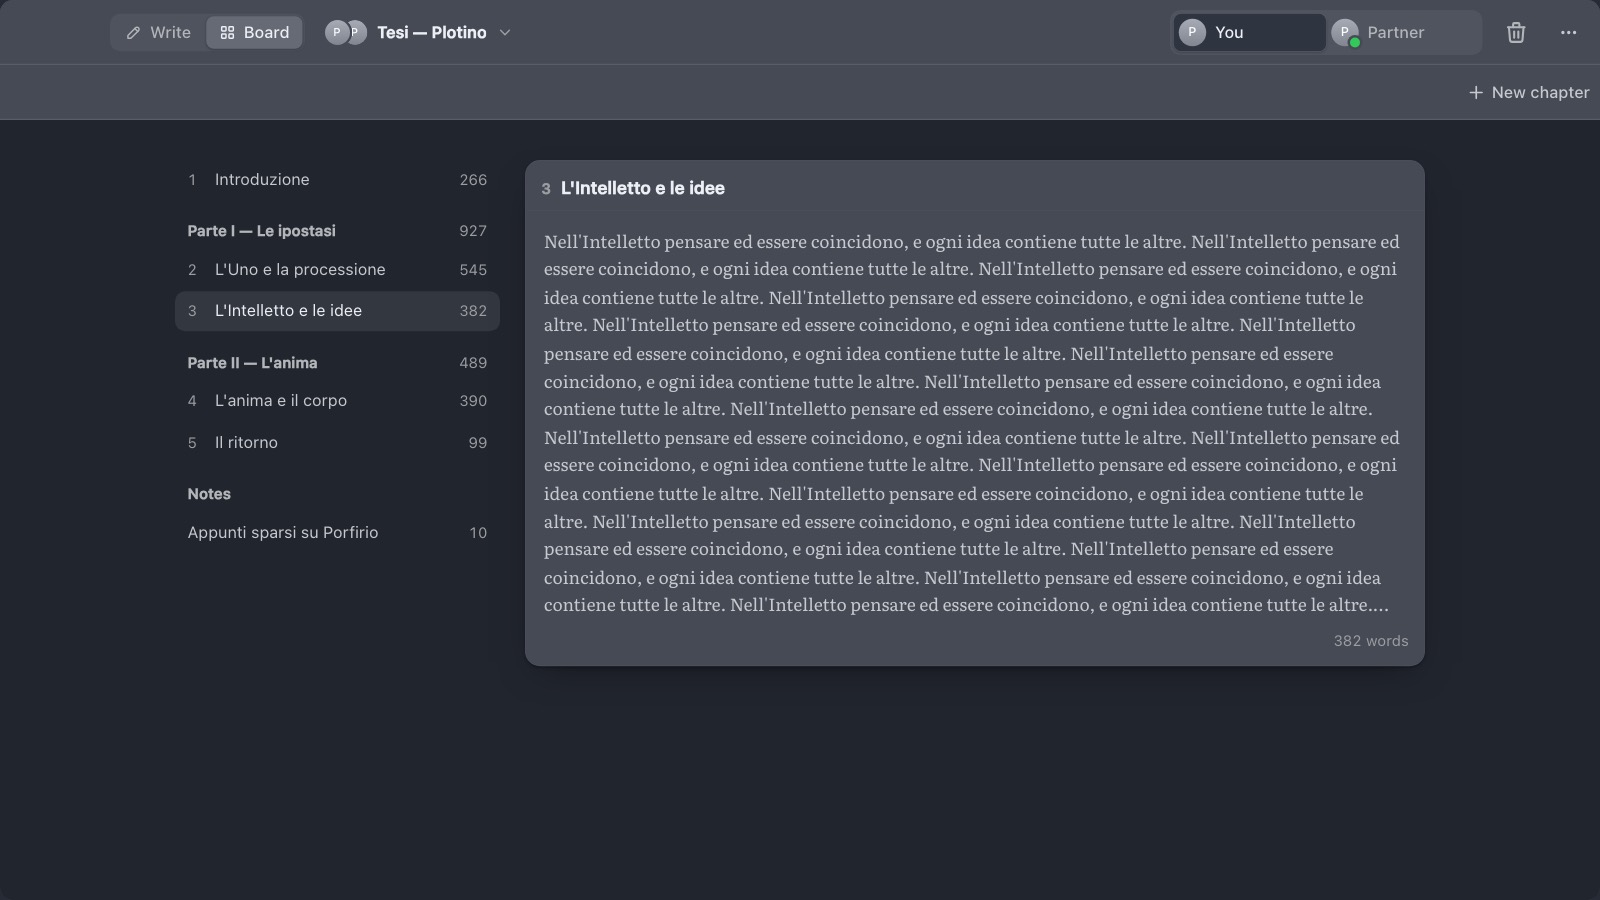 Write
Board
P
P
Tesi — Plotino
P
You
P
Partner
New chapter
1 Introduzione 266
Parte I — Le ipostasi 927
2 L'Uno e la processione 545
3 L'Intelletto e le idee 382
Parte II — L'anima 489
4 L'anima e il corpo 390
5 Il ritorno 99
Notes
Appunti sparsi su Porfirio 10
3 L'Intelletto e le idee
Nell'Intelletto pensare ed essere coincidono, e ogni idea contiene tutte le altre. Nell'Intelletto pensare ed
essere coincidono, e ogni idea contiene tutte le altre. Nell'Intelletto pensare ed essere coincidono, e ogni
idea contiene tutte le altre. Nell'Intelletto pensare ed essere coincidono, e ogni idea contiene tutte le
altre. Nell'Intelletto pensare ed essere coincidono, e ogni idea contiene tutte le altre. Nell'Intelletto
pensare ed essere coincidono, e ogni idea contiene tutte le altre. Nell'Intelletto pensare ed essere
coincidono, e ogni idea contiene tutte le altre. Nell'Intelletto pensare ed essere coincidono, e ogni idea
contiene tutte le altre. Nell'Intelletto pensare ed essere coincidono, e ogni idea contiene tutte le altre.
Nell'Intelletto pensare ed essere coincidono, e ogni idea contiene tutte le altre. Nell'Intelletto pensare ed
essere coincidono, e ogni idea contiene tutte le altre. Nell'Intelletto pensare ed essere coincidono, e ogni
idea contiene tutte le altre. Nell'Intelletto pensare ed essere coincidono, e ogni idea contiene tutte le
altre. Nell'Intelletto pensare ed essere coincidono, e ogni idea contiene tutte le altre. Nell'Intelletto
pensare ed essere coincidono, e ogni idea contiene tutte le altre. Nell'Intelletto pensare ed essere
coincidono, e ogni idea contiene tutte le altre. Nell'Intelletto pensare ed essere coincidono, e ogni idea
contiene tutte le altre. Nell'Intelletto pensare ed essere coincidono, e ogni idea contiene tutte le altre.…
382 words